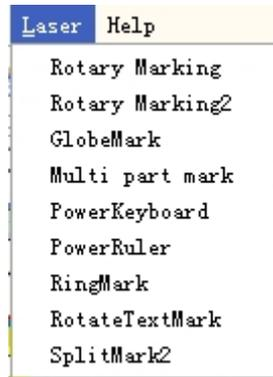 Laser Help
Rotary Marking
Rotary Marking2
GlobeMark
Multi part mark
PowerKeyboard
PowerRuler
RingMark
RotateTextMark
SplitMark2